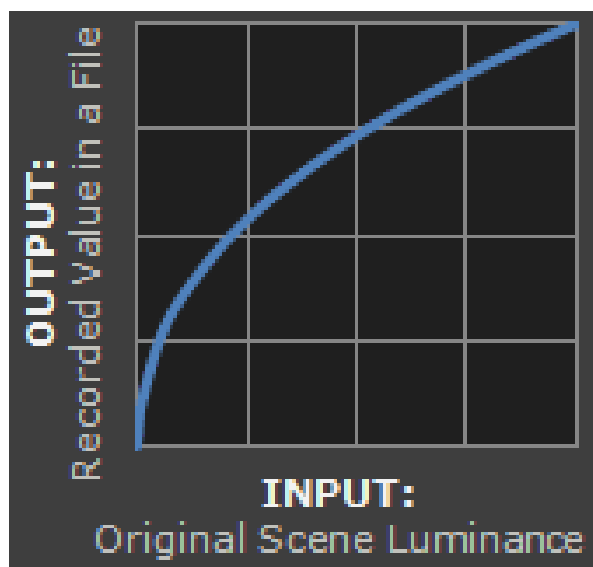 OUTPUT:
Recorded Value in a File
INPUT:
Original Scene Luminance